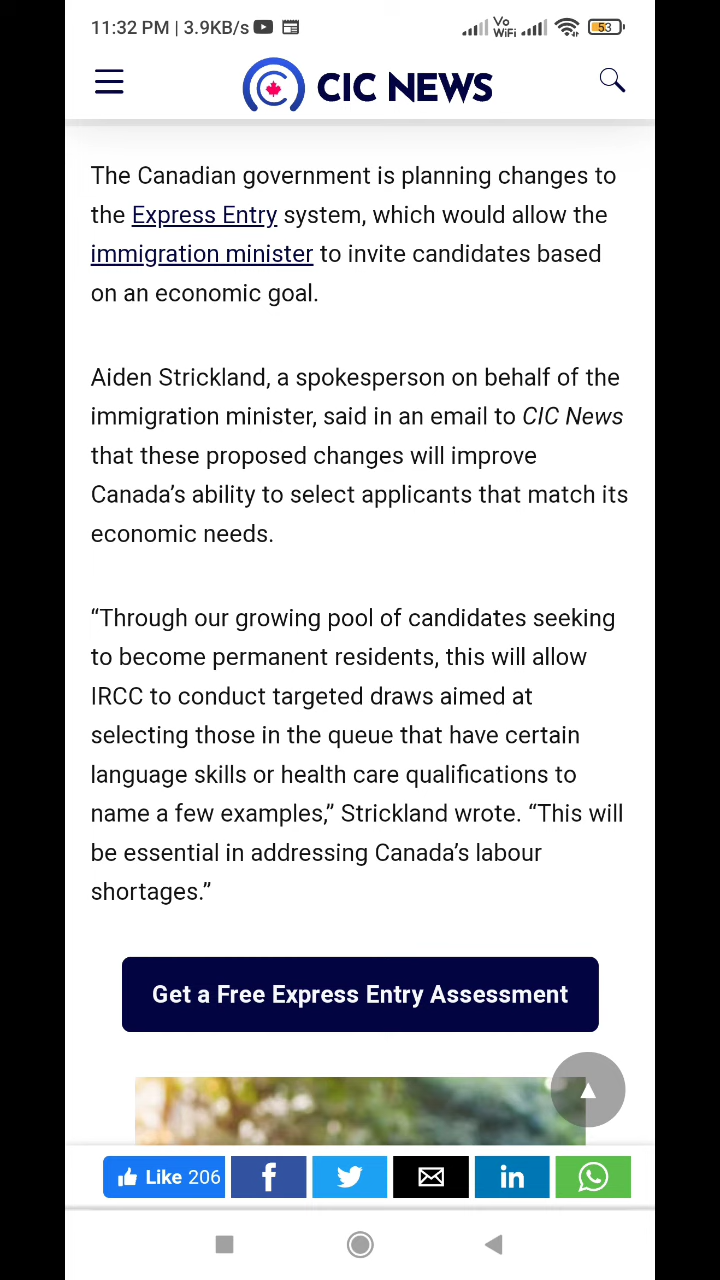 11:32 PM | 3.9KB/s
Vo
WiFi
53
CIC NEWS
The Canadian government is planning changes to
the Express Entry system, which would allow the
immigration minister to invite candidates based
on an economic goal.
Aiden Strickland, a spokesperson on behalf of the
immigration minister, said in an email to CIC News
that these proposed changes will improve
Canada’s ability to select applicants that match its
economic needs.
“Through our growing pool of candidates seeking
to become permanent residents, this will allow
IRCC to conduct targeted draws aimed at
selecting those in the queue that have certain
language skills or health care qualifications to
name a few examples,” Strickland wrote. “This will
be essential in addressing Canada’s labour
shortages.”
Get a Free Express Entry Assessment
Like 206